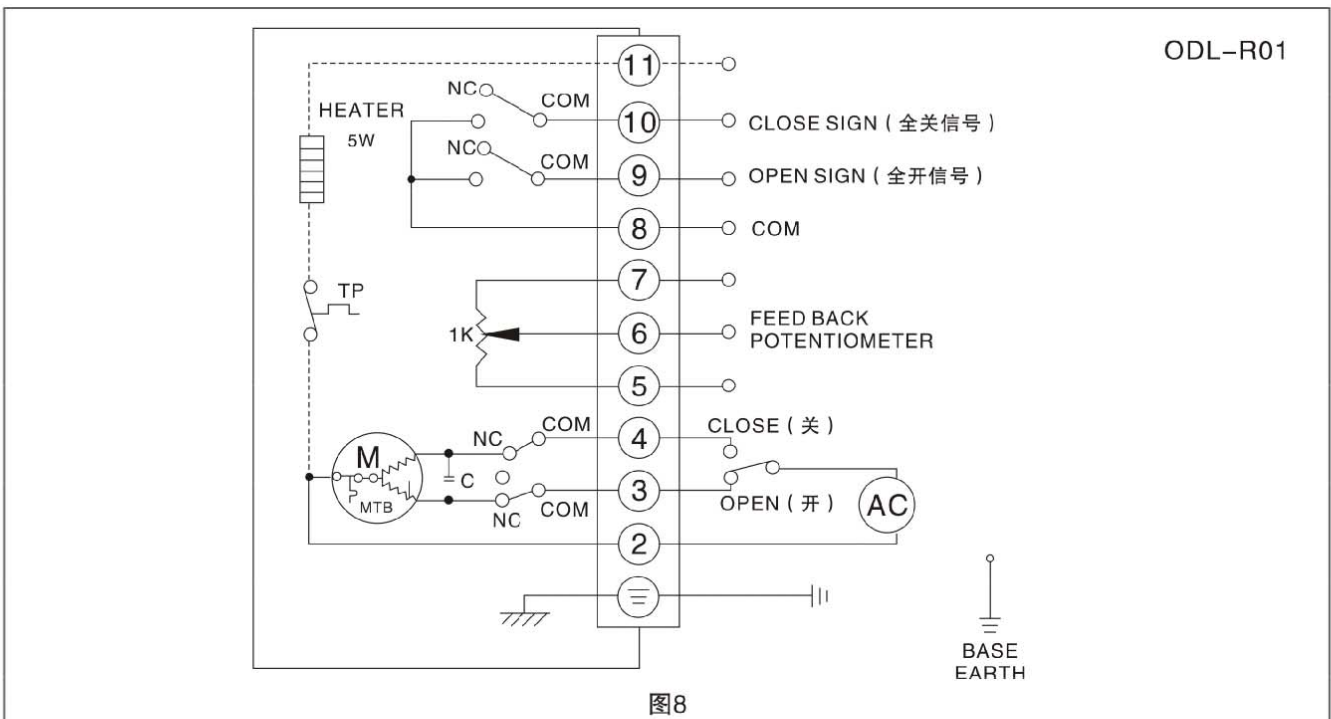 ODL-R01
11
NC
COM
HEATER
5W
10
CLOSE SIGN ( 全关信号 )
NC
COM
9
OPEN SIGN ( 全开信号 )
8
COM
7
TP
1K
6
FEED BACK
POTENTIOMETER
5
CLOSE ( 关 )
COM
4
NC
M
C
MTB
3
NC
COM
OPEN ( 开 )
AC
2
BASE
EARTH
图8